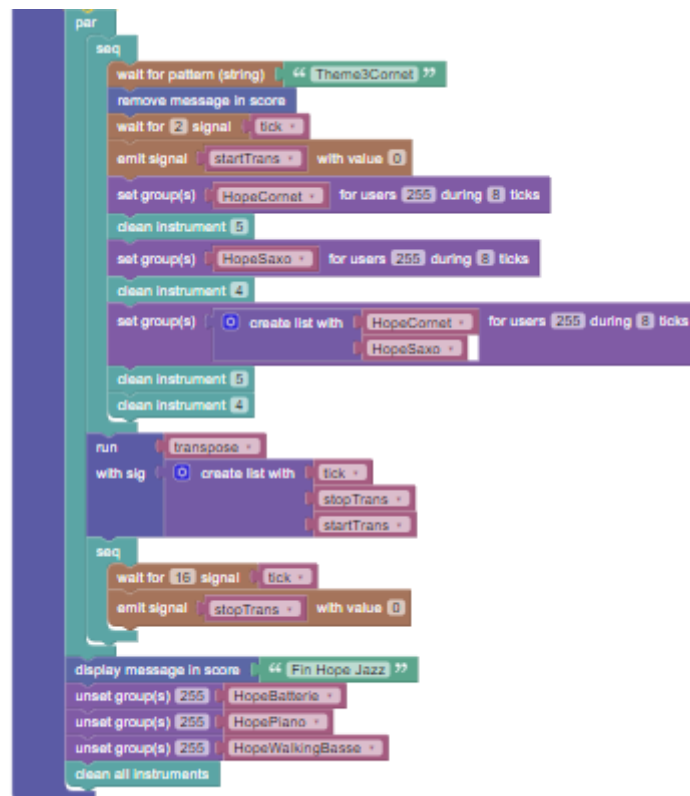 par
seq
wait for pattern (string) “ Theme3Cornet ”
remove message in score
wait for 2 signal tick
emit signal startTrans with value 0
set group(s) HopeCornet for users 255 during 8 ticks
clean instrument 5
set group(s) HopeSaxo for users 255 during 8 ticks
clean instrument 4
set group(s) create list with HopeCornet for users 255 during 8 ticks
HopeSaxo
clean instrument 5
clean instrument 4
run transpose
with sig create list with tick
stopTrans
startTrans
seq
wait for 16 signal tick
emit signal stopTrans with value 0
display message in score “ Fin Hope Jazz ”
unset group(s) 255 HopeBatterie
unset group(s) 255 HopePiano
unset group(s) 255 HopeWalkingBasse
clean all instruments